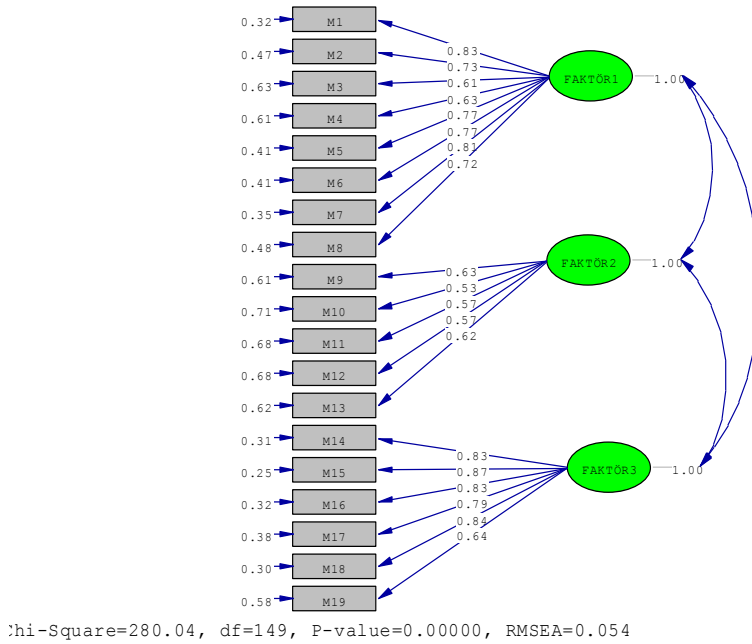 0.32 M1
0.47 M2
0.63 M3
0.61 M4
0.41 M5
0.41 M6
0.35 M7
0.48 M8
0.61 M9
0.71 M10
0.68 M11
0.68 M12
0.62 M13
0.31 M14
0.25 M15
0.32 M16
0.38 M17
0.30 M18
0.58 M19
0.83
0.73
0.61
0.63
0.77
0.77
0.81
0.72
FAKTÖR1 1.00
0.63
0.53
0.57
0.57
0.62
FAKTÖR2 1.00
0.83
0.87
0.83
0.79
0.84
0.64
FAKTÖR3 1.00
Chi-Square=280.04, df=149, P-value=0.00000, RMSEA=0.054